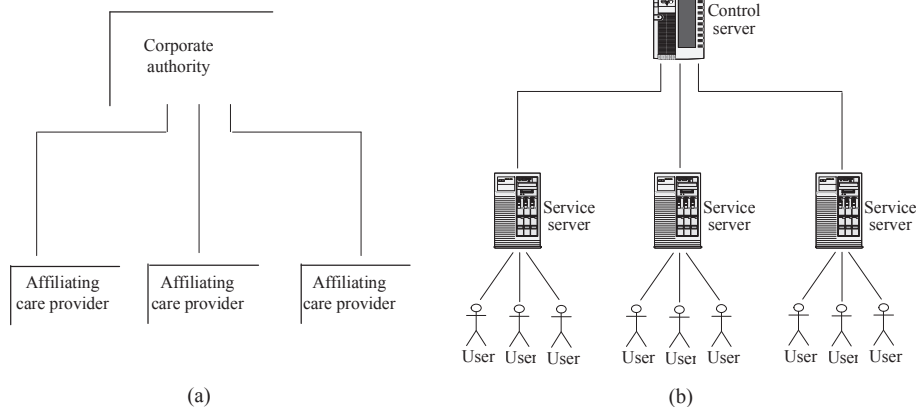 Corporate
authority
Affiliating
care provider
Affiliating
care provider
Affiliating
care provider
(a)
Control
server
Service
server
Service
server
Service
server
User User User
User User User
User User User
(b)